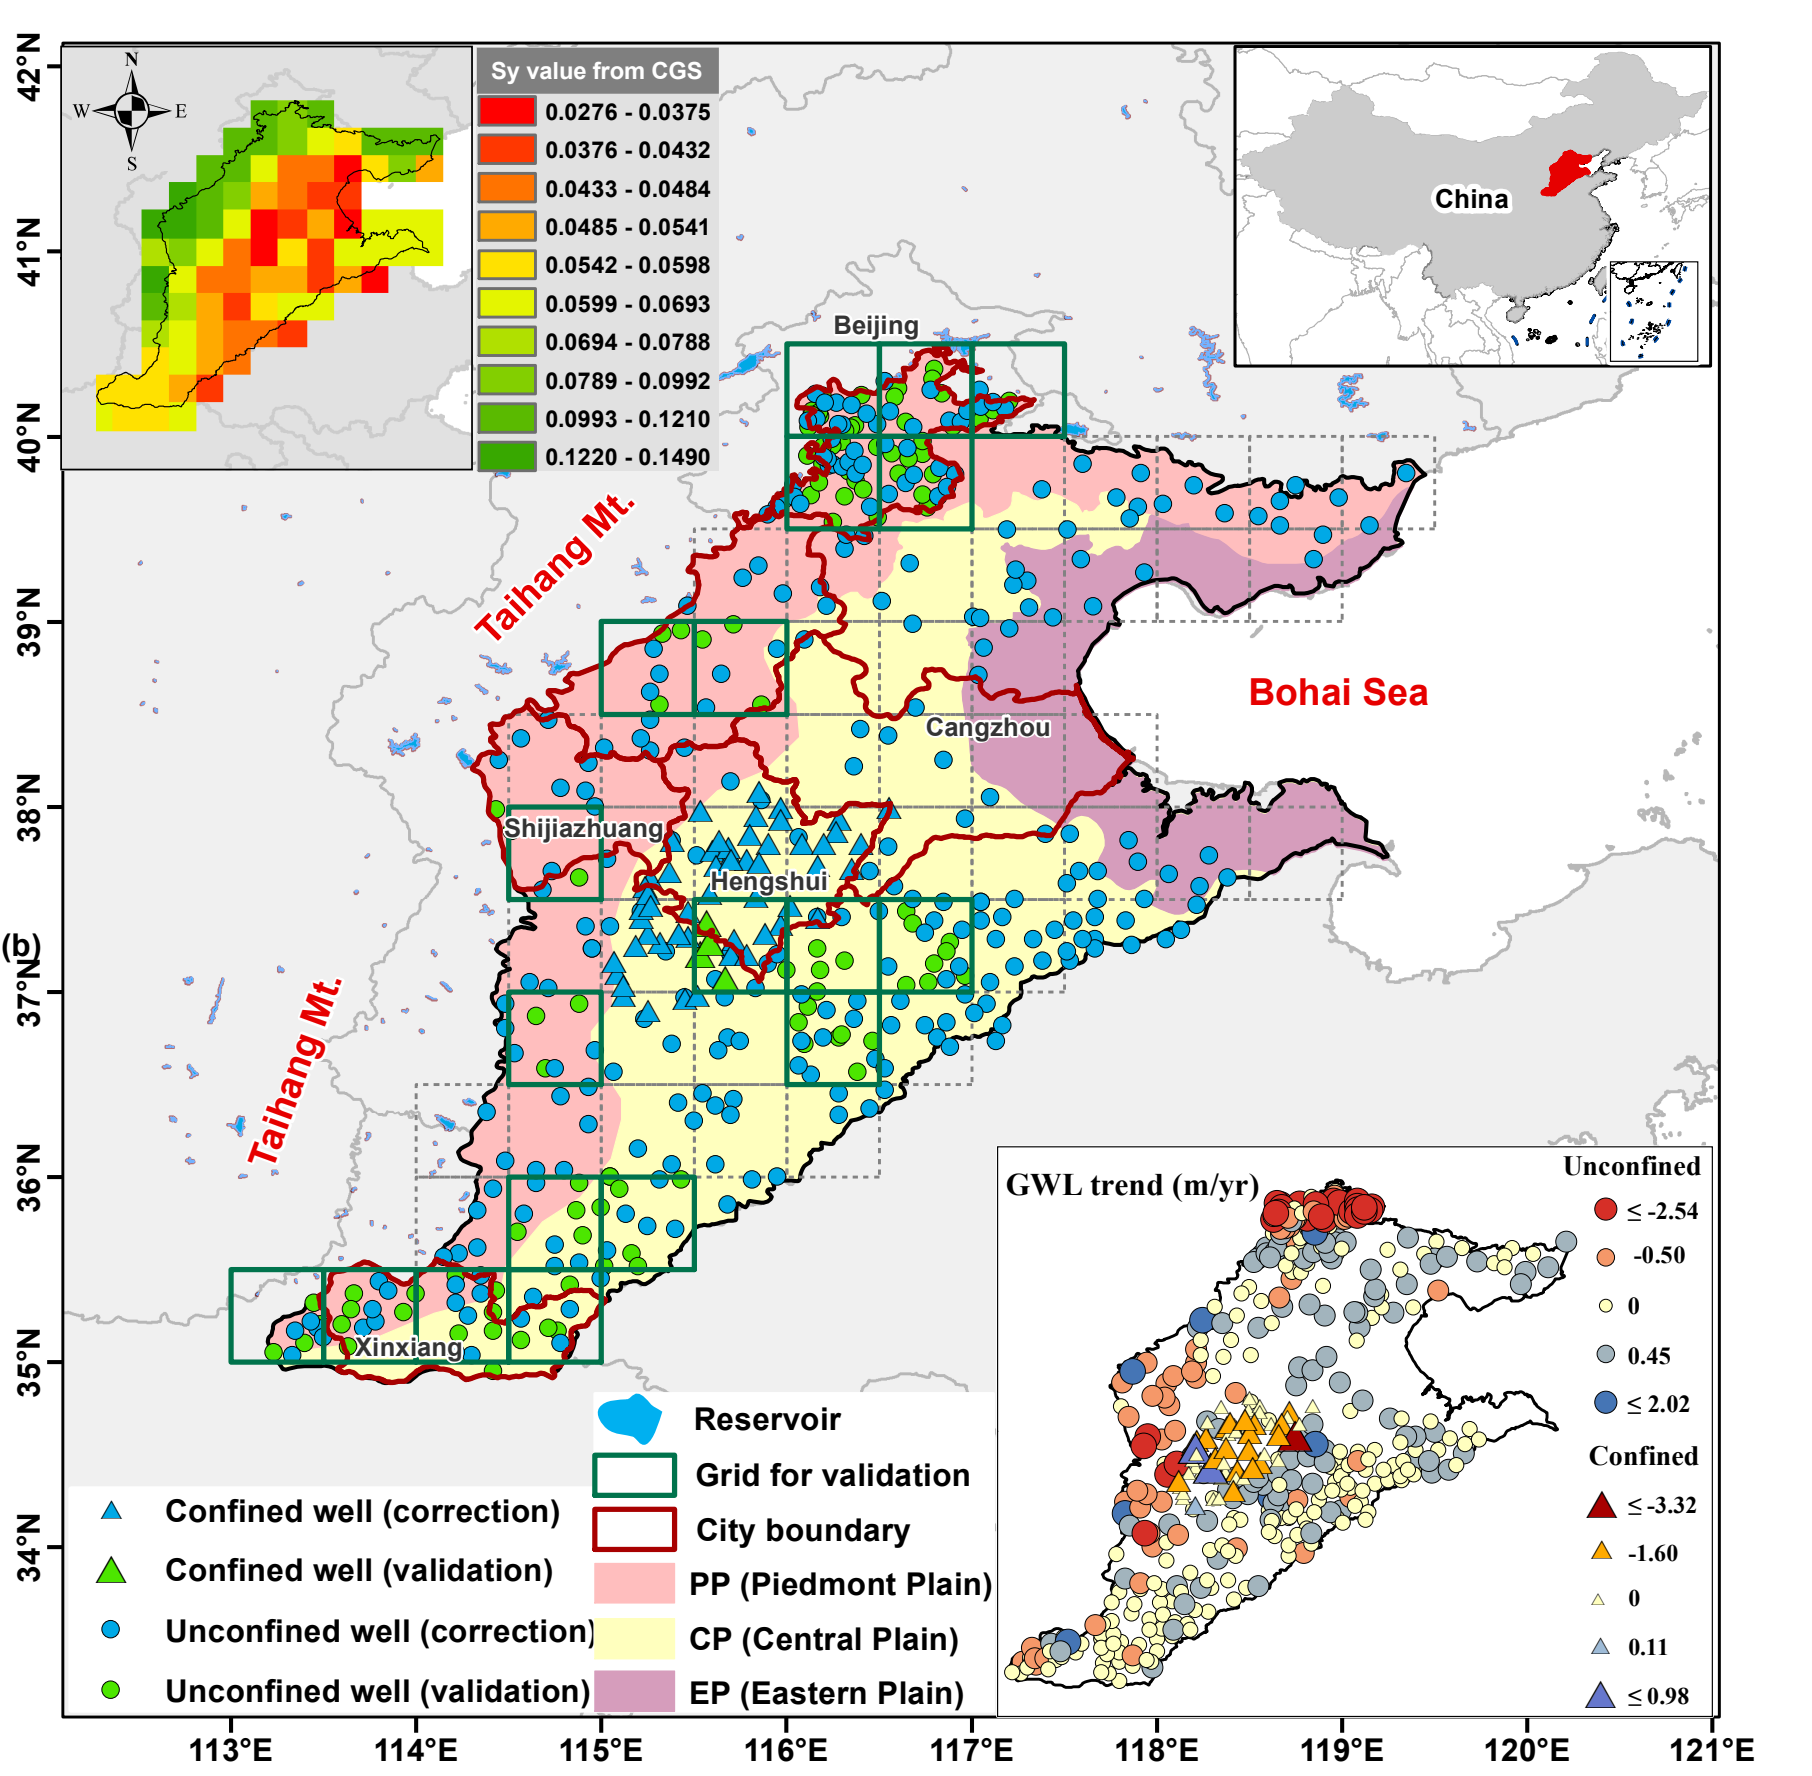 42°N
41°N
40°N
39°N
38°N
(b)
37°N
36°N
35°N
34°N
N
W
E
S
Sy value from CGS
0.0276 - 0.0375
0.0376 - 0.0432
0.0433 - 0.0484
0.0485 - 0.0541
0.0542 - 0.0598
0.0599 - 0.0693
0.0694 - 0.0788
0.0789 - 0.0992
0.0993 - 0.1210
0.1220 - 0.1490
China
Beijing
Taihang Mt.
Bohai Sea
Cangzhou
Shijiazhuang
Hengshui
Taihang Mt.
Xinxiang
Reservoir
Grid for validation
City boundary
PP (Piedmont Plain)
CP (Central Plain)
EP (Eastern Plain)
Confined well (correction)
Confined well (validation)
Unconfined well (correction)
Unconfined well (validation)
GWL trend (m/yr)
Unconfined
≤ -2.54
-0.50
0
0.45
≤ 2.02
Confined
≤ -3.32
-1.60
0
0.11
≤ 0.98
113°E
114°E
115°E
116°E
117°E
118°E
119°E
120°E
121°E